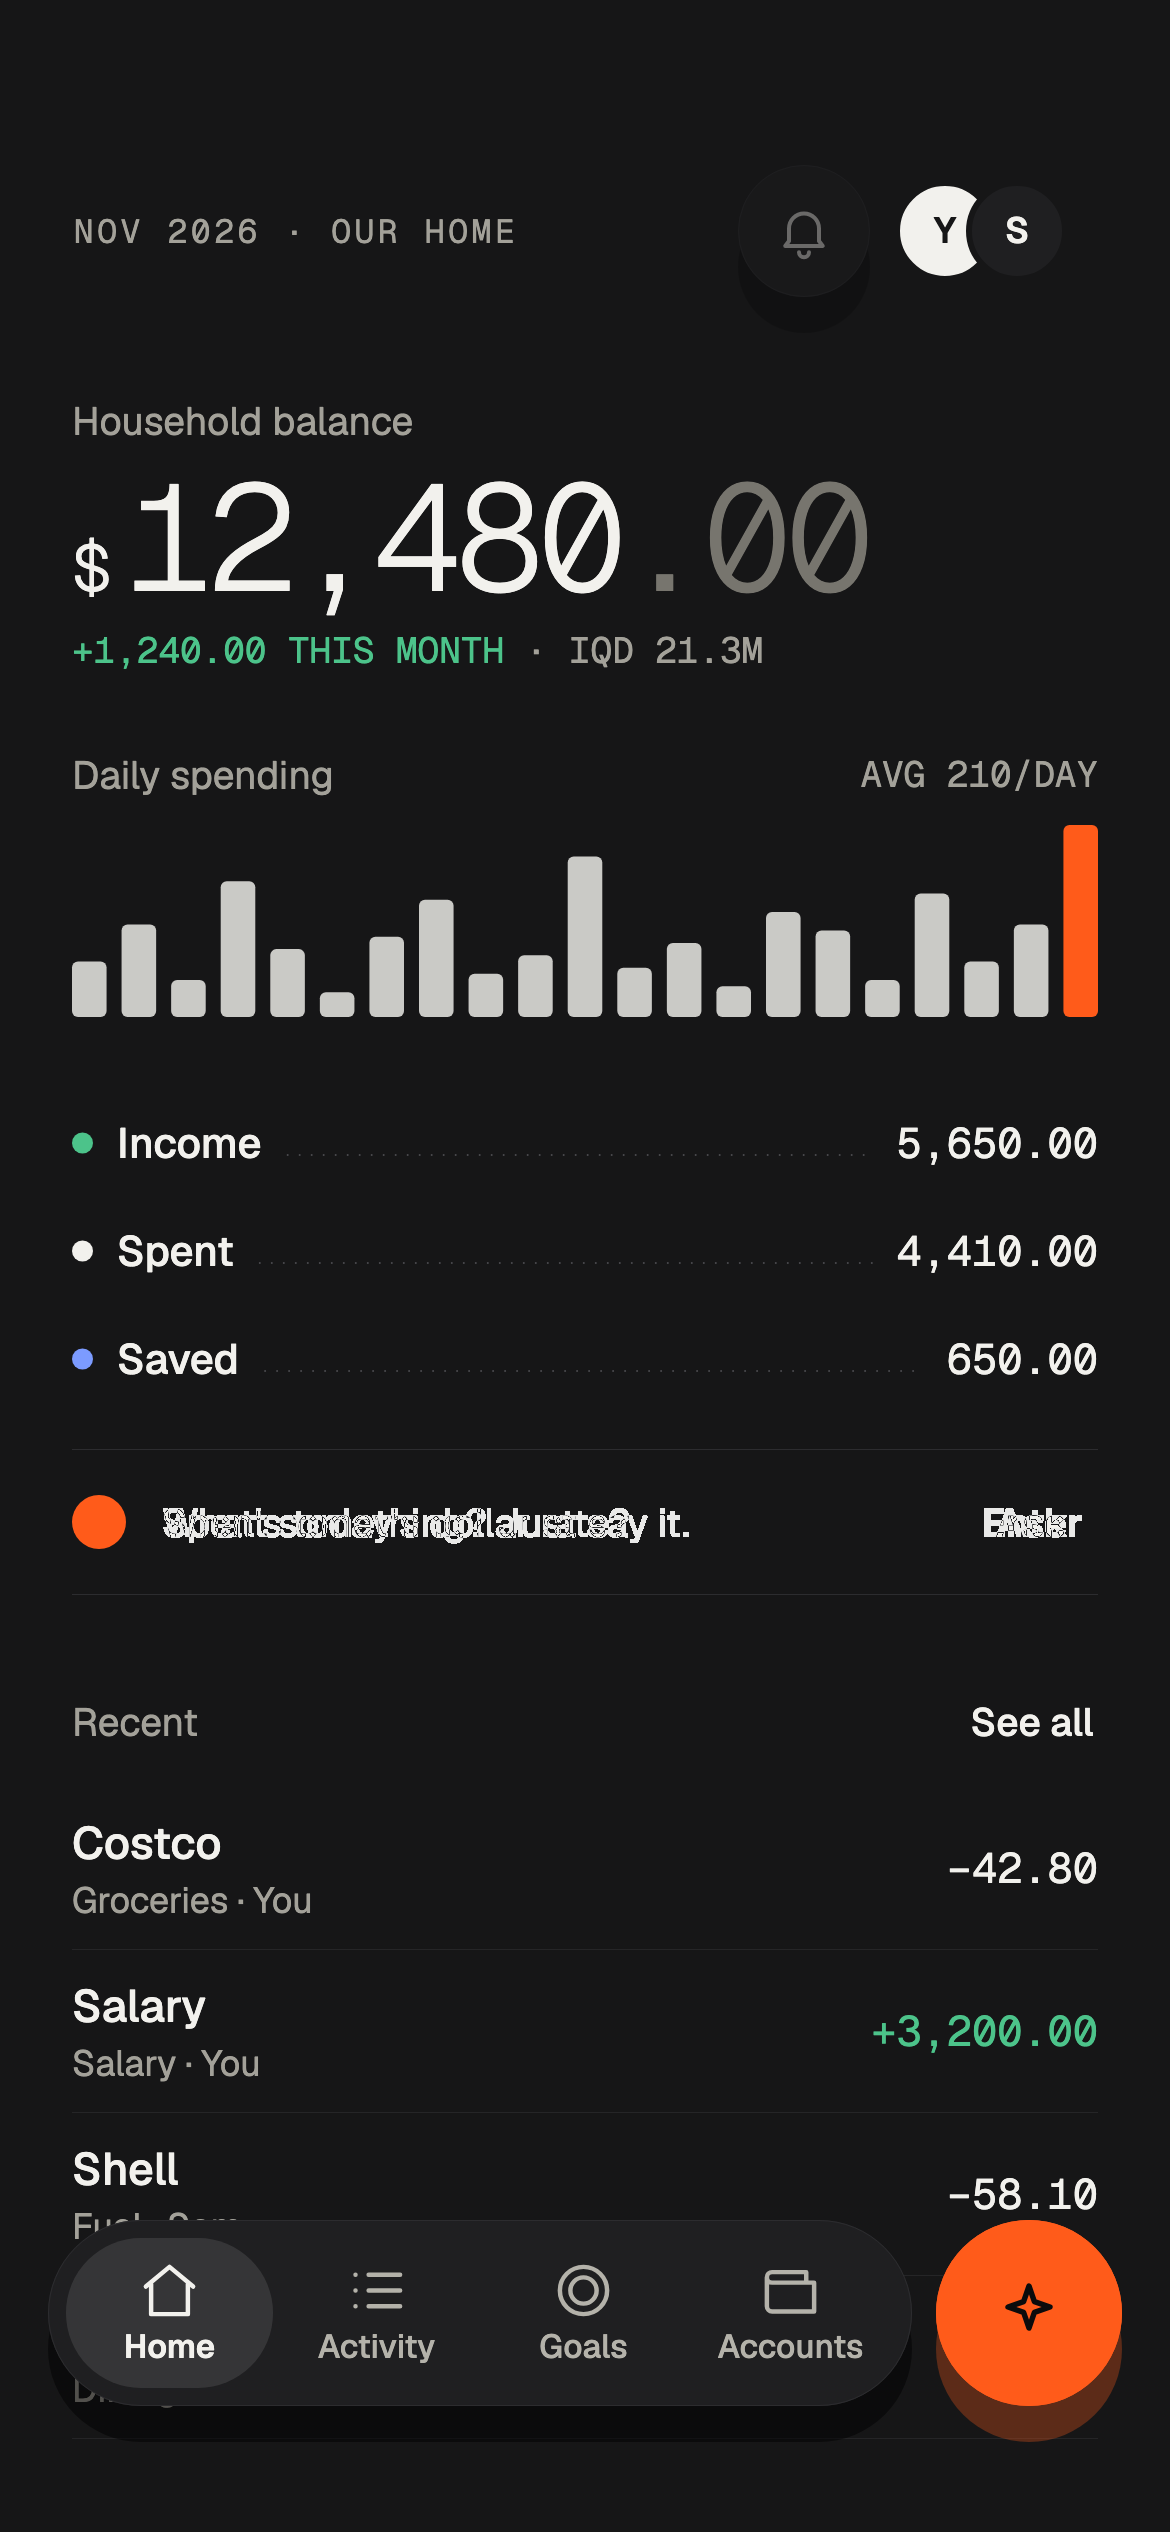 NOV 2026 · OUR HOME
Y
S
Household balance
$12,480.00
+1,240.00 THIS MONTH · IQD 21.3M
Daily spending
AVG 210/DAY
Income 5,650.00
Spent 4,410.00
Saved 650.00
it.
Recent
See all
Costco
Groceries · You
-42.80
Salary
Salary · You
+3,200.00
Shell
-58.10
Home
Activity
Goals
Accounts